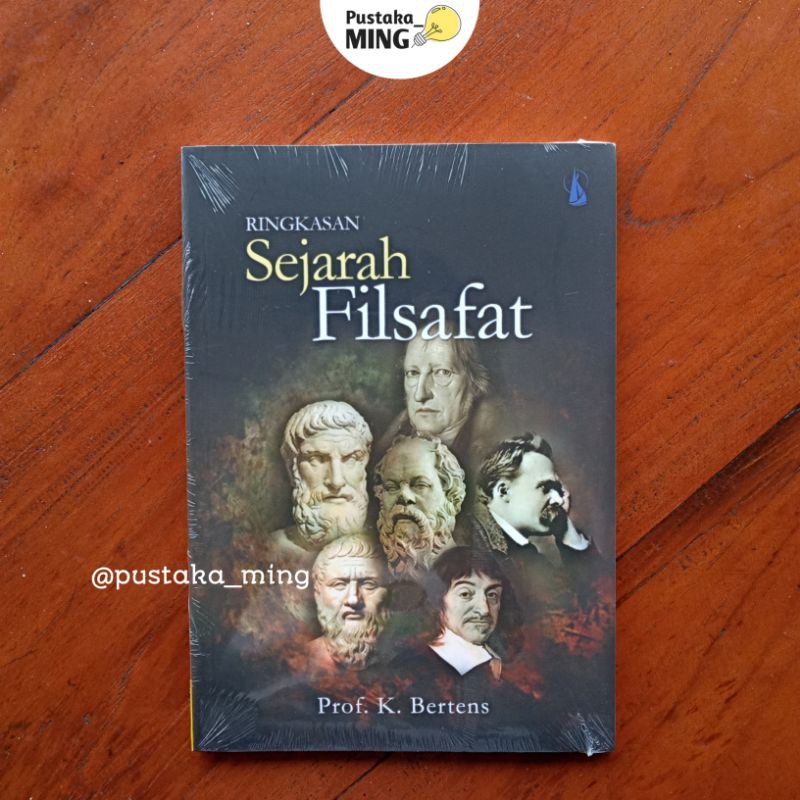 Pustaka_
MING
RINGKASAN
Sejarah
Filsafat
@pustaka_ming
Prof. K. Bertens